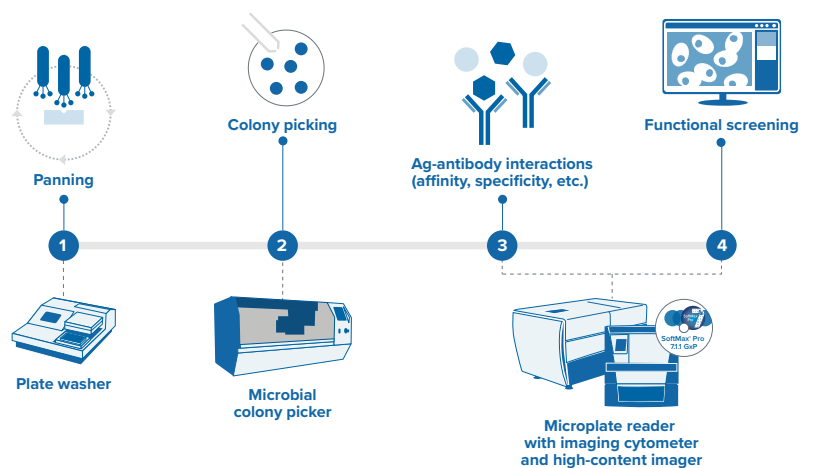 Panning
Colony picking
Ag-antibody interactions
(affinity, specificity, etc.)
Functional screening
1
2
3
4
Plate washer
Microbial
colony picker
SoftMax® Pro
7.1.1 GxP
Microplate reader
with imaging cytometer
and high-content imager